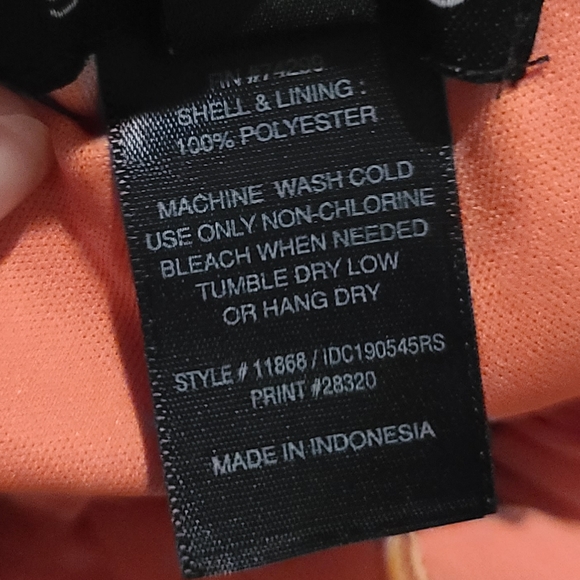 SHELL & LINING :
100% POLYESTER
MACHINE WASH COLD
USE ONLY NON-CHLORINE
BLEACH WHEN NEEDED
TUMBLE DRY LOW
OR HANG DRY
STYLE # 11868 / IDC190545RS
PRINT #28320
MADE IN INDONESIA